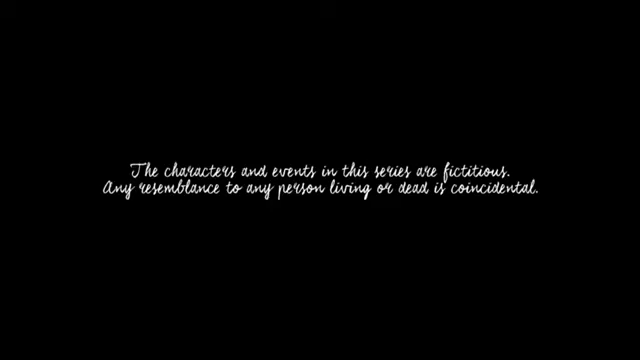 The characters and events in this series are fictitious.
Any resemblance to any person living or dead is coincidental.